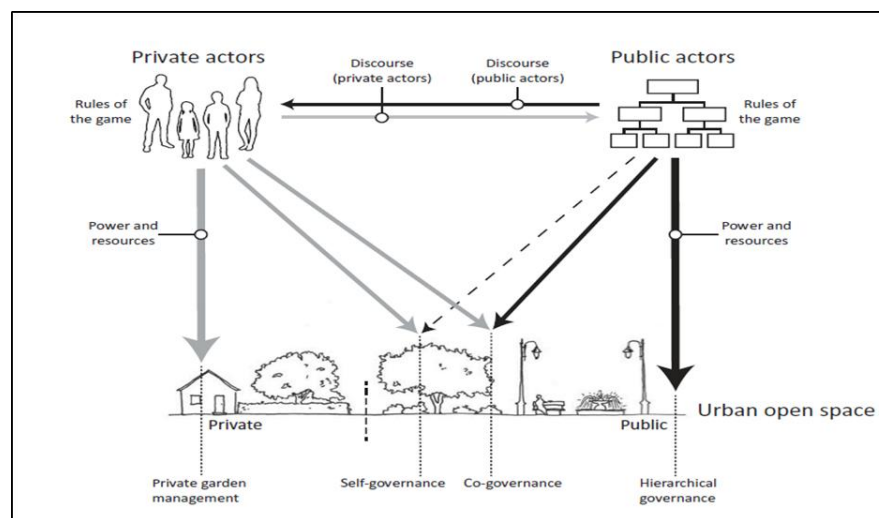 Private actors
Public actors
Discourse
(private actors)
Discourse
(public actors)
Rules of
the game
Rules of
the game
Power and
resources
Power and
resources
Urban open space
Private
Public
Private garden
management
Self-governance
Co-governance
Hierarchical
governance